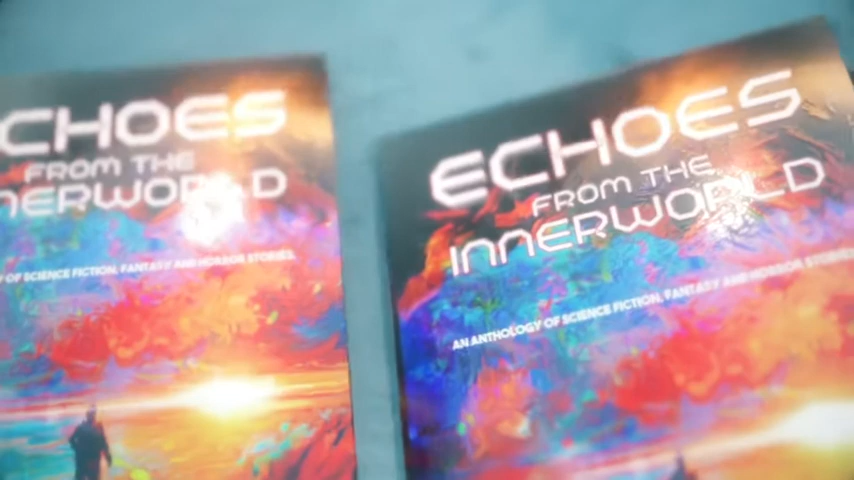 CHOES
FROM THE
NERWORLD
Y OF SCIENCE FICTION, FANTASY AND HORROR STORIES.
ECHOES
FROM THE
INNERWORLD
AN ANTHOLOGY OF SCIENCE FICTION, FANTASY AND HORROR STORIES